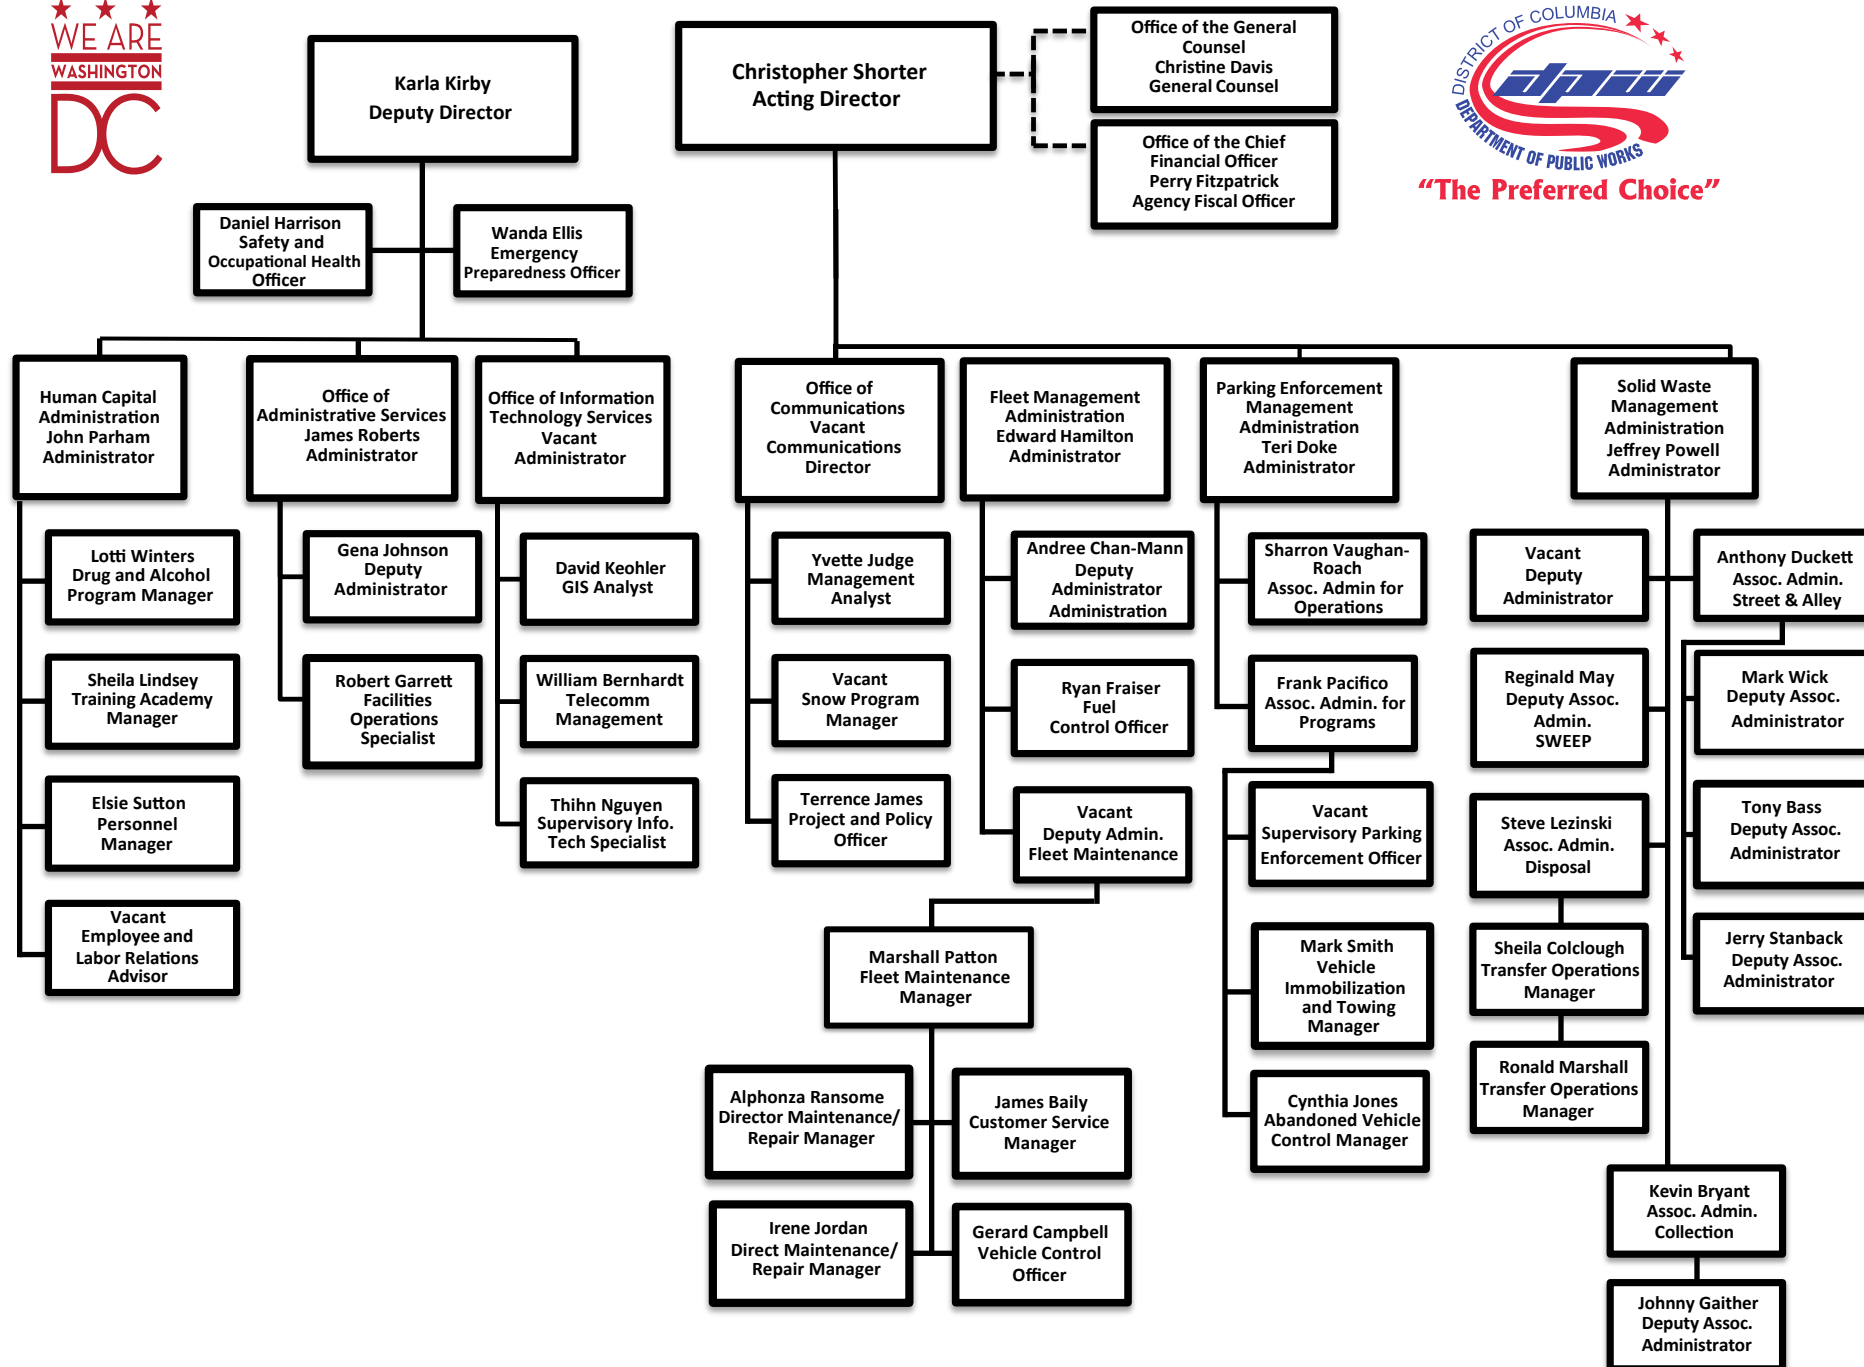 WE ARE
WASHINGTON
DC
Karla Kirby
Deputy Director
Christopher Shorter
Acting Director
Office of the General
Counsel
Christine Davis
General Counsel
Office of the Chief
Financial Officer
Perry Fitzpatrick
Agency Fiscal Officer
DISTRICT OF COLUMBIA
dpw
DEPARTMENT OF PUBLIC WORKS
“The Preferred Choice”
Daniel Harrison
Safety and
Occupational Health
Officer
Wanda Ellis
Emergency
Preparedness Officer
Human Capital
Administration
John Parham
Administrator
Office of
Administrative Services
James Roberts
Administrator
Office of Information
Technology Services
Vacant
Administrator
Office of
Communications
Vacant
Communications
Director
Fleet Management
Administration
Edward Hamilton
Administrator
Parking Enforcement
Management
Administration
Teri Doke
Administrator
Solid Waste
Management
Administration
Jeffrey Powell
Administrator
Lotti Winters
Drug and Alcohol
Program Manager
Sheila Lindsey
Training Academy
Manager
Elsie Sutton
Personnel
Manager
Vacant
Employee and
Labor Relations
Advisor
Gena Johnson
Deputy
Administrator
Robert Garrett
Facilities
Operations
Specialist
David Keohler
GIS Analyst
William Bernhardt
Telecomm
Management
Thihn Nguyen
Supervisory Info.
Tech Specialist
Yvette Judge
Management
Analyst
Vacant
Snow Program
Manager
Terrence James
Project and Policy
Officer
Andree Chan-Mann
Deputy
Administrator
Administration
Ryan Fraiser
Fuel
Control Officer
Vacant
Deputy Admin.
Fleet Maintenance
Marshall Patton
Fleet Maintenance
Manager
Alphonza Ransome
Director Maintenance/
Repair Manager
James Baily
Customer Service
Manager
Irene Jordan
Direct Maintenance/
Repair Manager
Gerard Campbell
Vehicle Control
Officer
Sharron Vaughan-
Roach
Assoc. Admin for
Operations
Frank Pacifico
Assoc. Admin. for
Programs
Vacant
Supervisory Parking
Enforcement Officer
Mark Smith
Vehicle
Immobilization
and Towing
Manager
Cynthia Jones
Abandoned Vehicle
Control Manager
Vacant
Deputy
Administrator
Anthony Duckett
Assoc. Admin.
Street & Alley
Reginald May
Deputy Assoc.
Admin.
SWEEP
Mark Wick
Deputy Assoc.
Administrator
Steve Lezinski
Assoc. Admin.
Disposal
Tony Bass
Deputy Assoc.
Administrator
Sheila Colclough
Transfer Operations
Manager
Jerry Stanback
Deputy Assoc.
Administrator
Ronald Marshall
Transfer Operations
Manager
Kevin Bryant
Assoc. Admin.
Collection
Johnny Gaither
Deputy Assoc.
Administrator